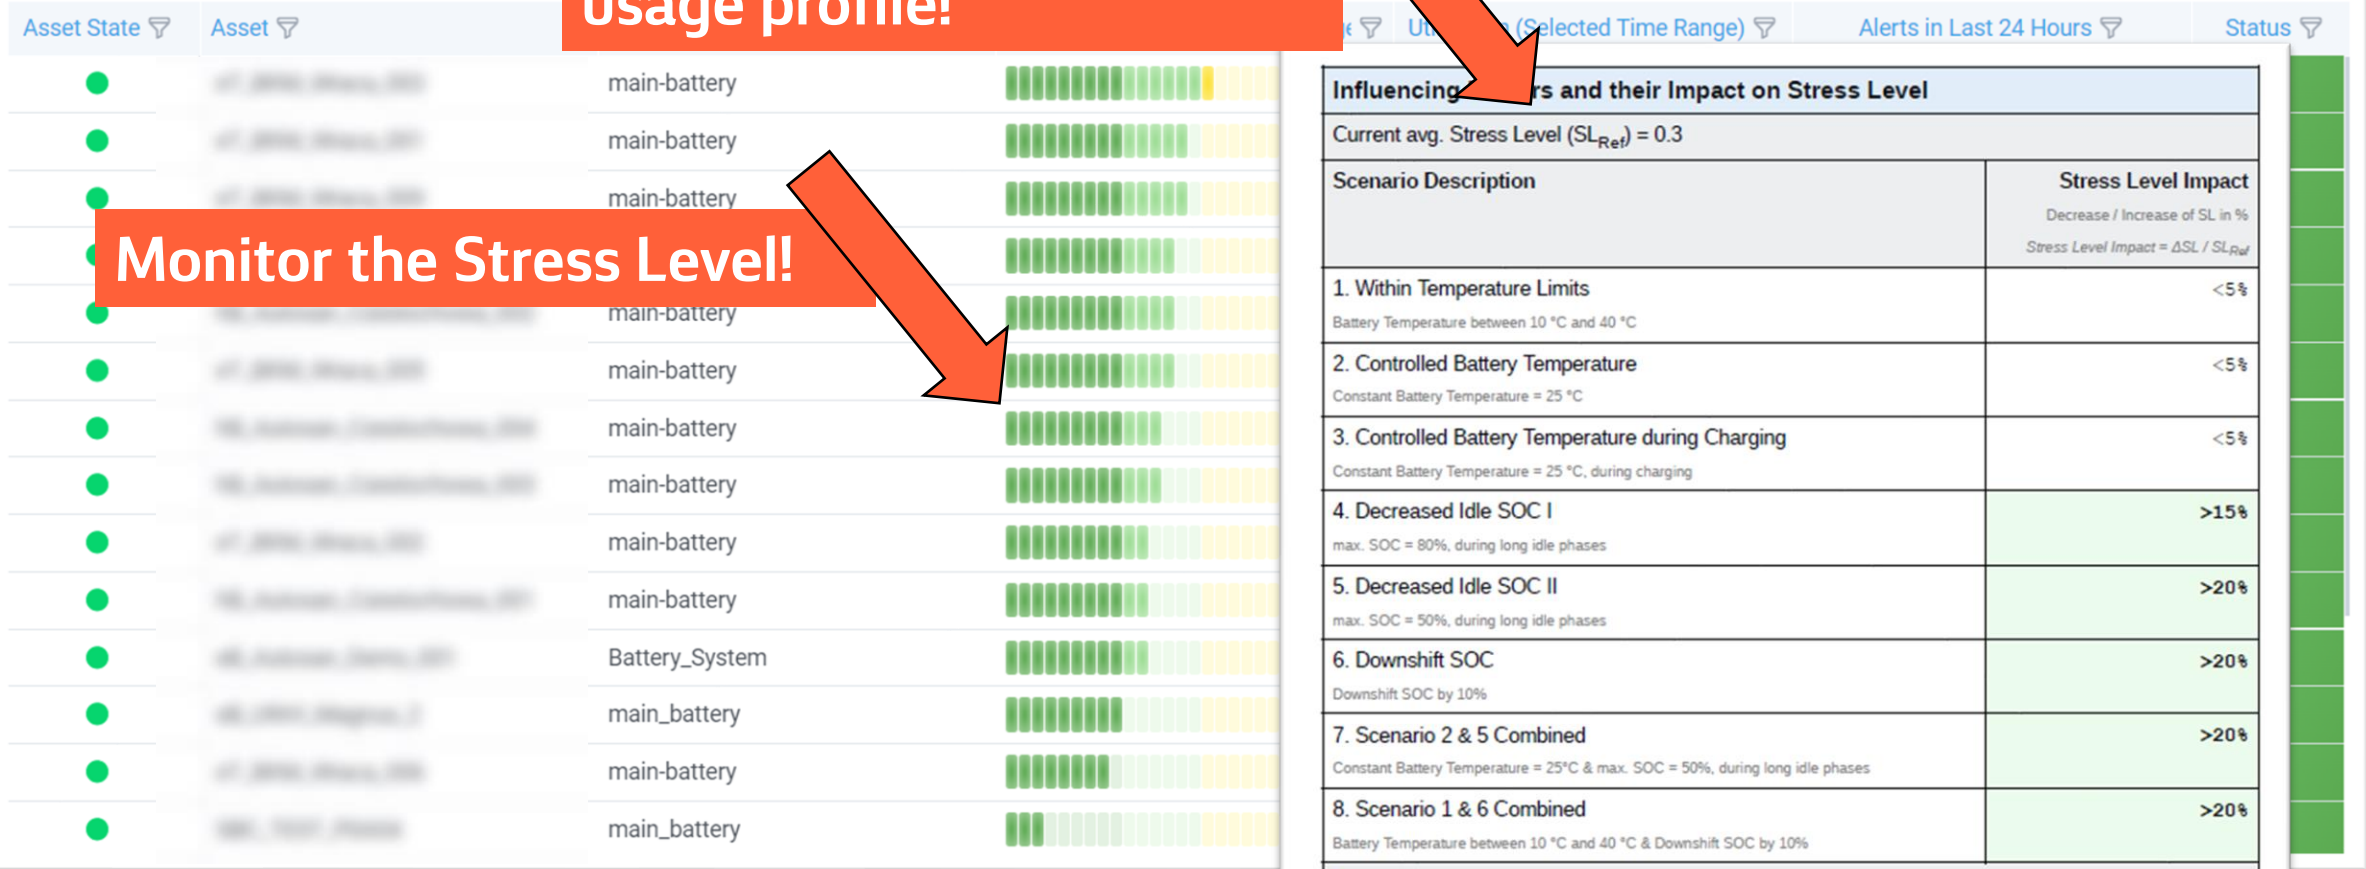 usage profile!
Asset State
Asset
(Selected Time Range)
Alerts in Last 24 Hours
Status
main-battery
main-battery
main-battery
Monitor the Stress Level!
main-battery
main-battery
main-battery
main-battery
main-battery
main-battery
Battery_System
main_battery
main-battery
main_battery
Influencing
and their Impact on Stress Level
Current avg. Stress Level (SLRef) = 0.3
Scenario Description
Stress Level Impact
Decrease / Increase of SL in %
Stress Level Impact = ΔSL / SLRef
1. Within Temperature Limits
<5%
Battery Temperature between 10 °C and 40 °C
2. Controlled Battery Temperature
<5%
Constant Battery Temperature = 25 °C
3. Controlled Battery Temperature during Charging
<5%
Constant Battery Temperature = 25 °C, during charging
4. Decreased Idle SOC I
>15%
max. SOC = 80%, during long idle phases
5. Decreased Idle SOC II
>20%
max. SOC = 50%, during long idle phases
6. Downshift SOC
>20%
Downshift SOC by 10%
7. Scenario 2 & 5 Combined
>20%
Constant Battery Temperature = 25°C & max. SOC = 50%, during long idle phases
8. Scenario 1 & 6 Combined
>20%
Battery Temperature between 10 °C and 40 °C & Downshift SOC by 10%